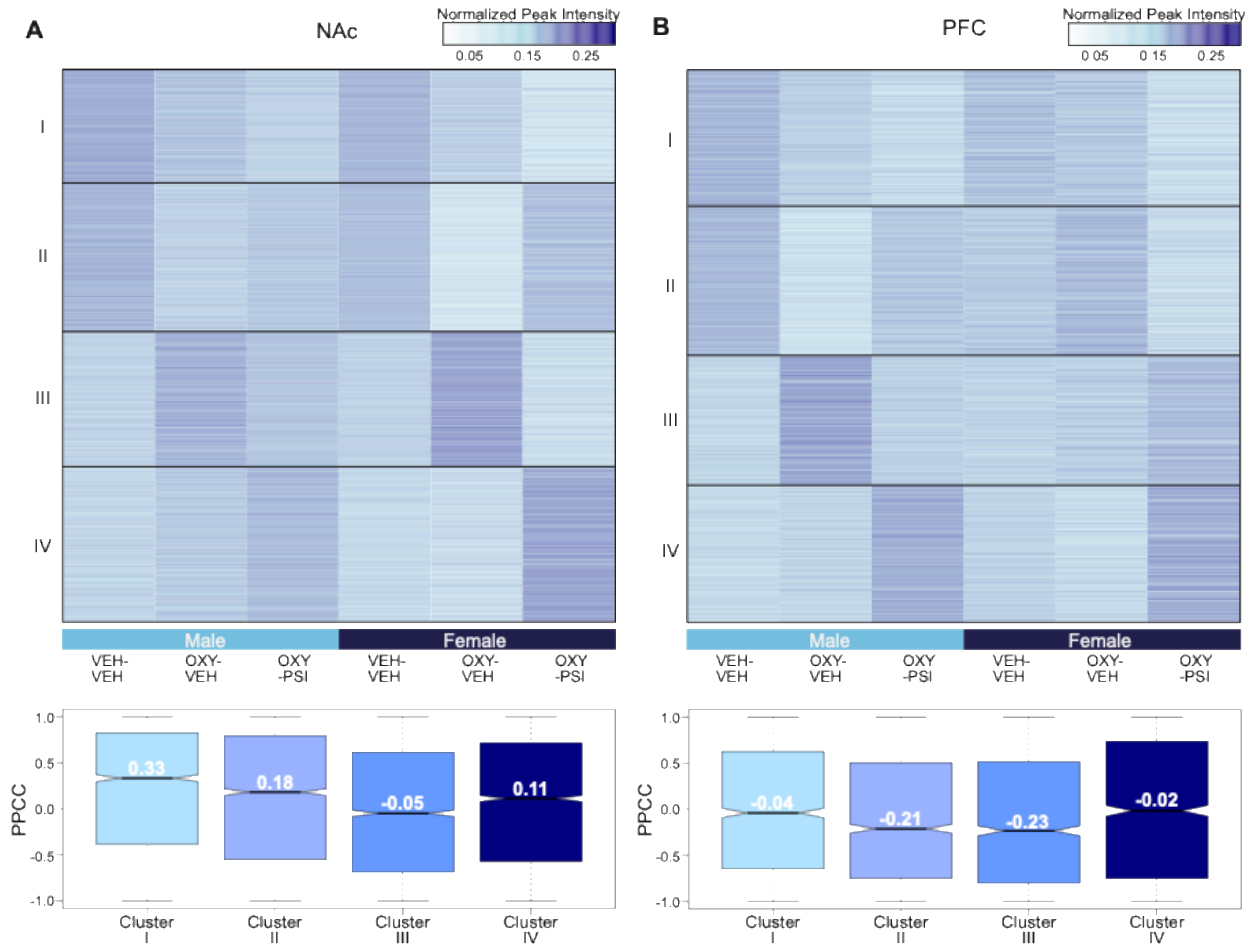 A
NAc
Normalized Peak Intensity
0.05 0.15 0.25
I
II
III
IV
Male Female
VEH-VEH OXY-VEH OXY-PSI VEH-VEH OXY-VEH OXY-PSI
PPCC
1.0
0.5
0.0
-0.5
-1.0
0.33 0.18 -0.05 0.11
Cluster I Cluster II Cluster III Cluster IV
B
PFC
Normalized Peak Intensity
0 05 0 15 0.25
I
II
III
IV
Male Female
VEH-VEH OXY-VEH OXY-PSI VEH-VEH OXY-VEH OXY-PSI
PPCC
1.0
0.5
0.0
-0.5
-1.0
-0.04 -0.21 -0.23 -0.02
Cluster I Cluster II Cluster III Cluster IV